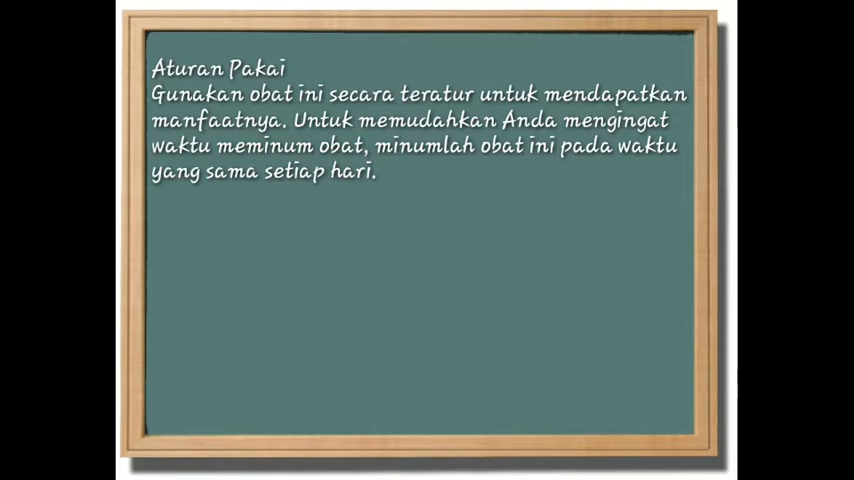 Aturan Pakai
Gunakan obat ini secara teratur untuk mendapatkan
manfaatnya. Untuk memudahkan Anda mengingat
waktu meminum obat, minumlah obat ini pada waktu
yang sama setiap hari.